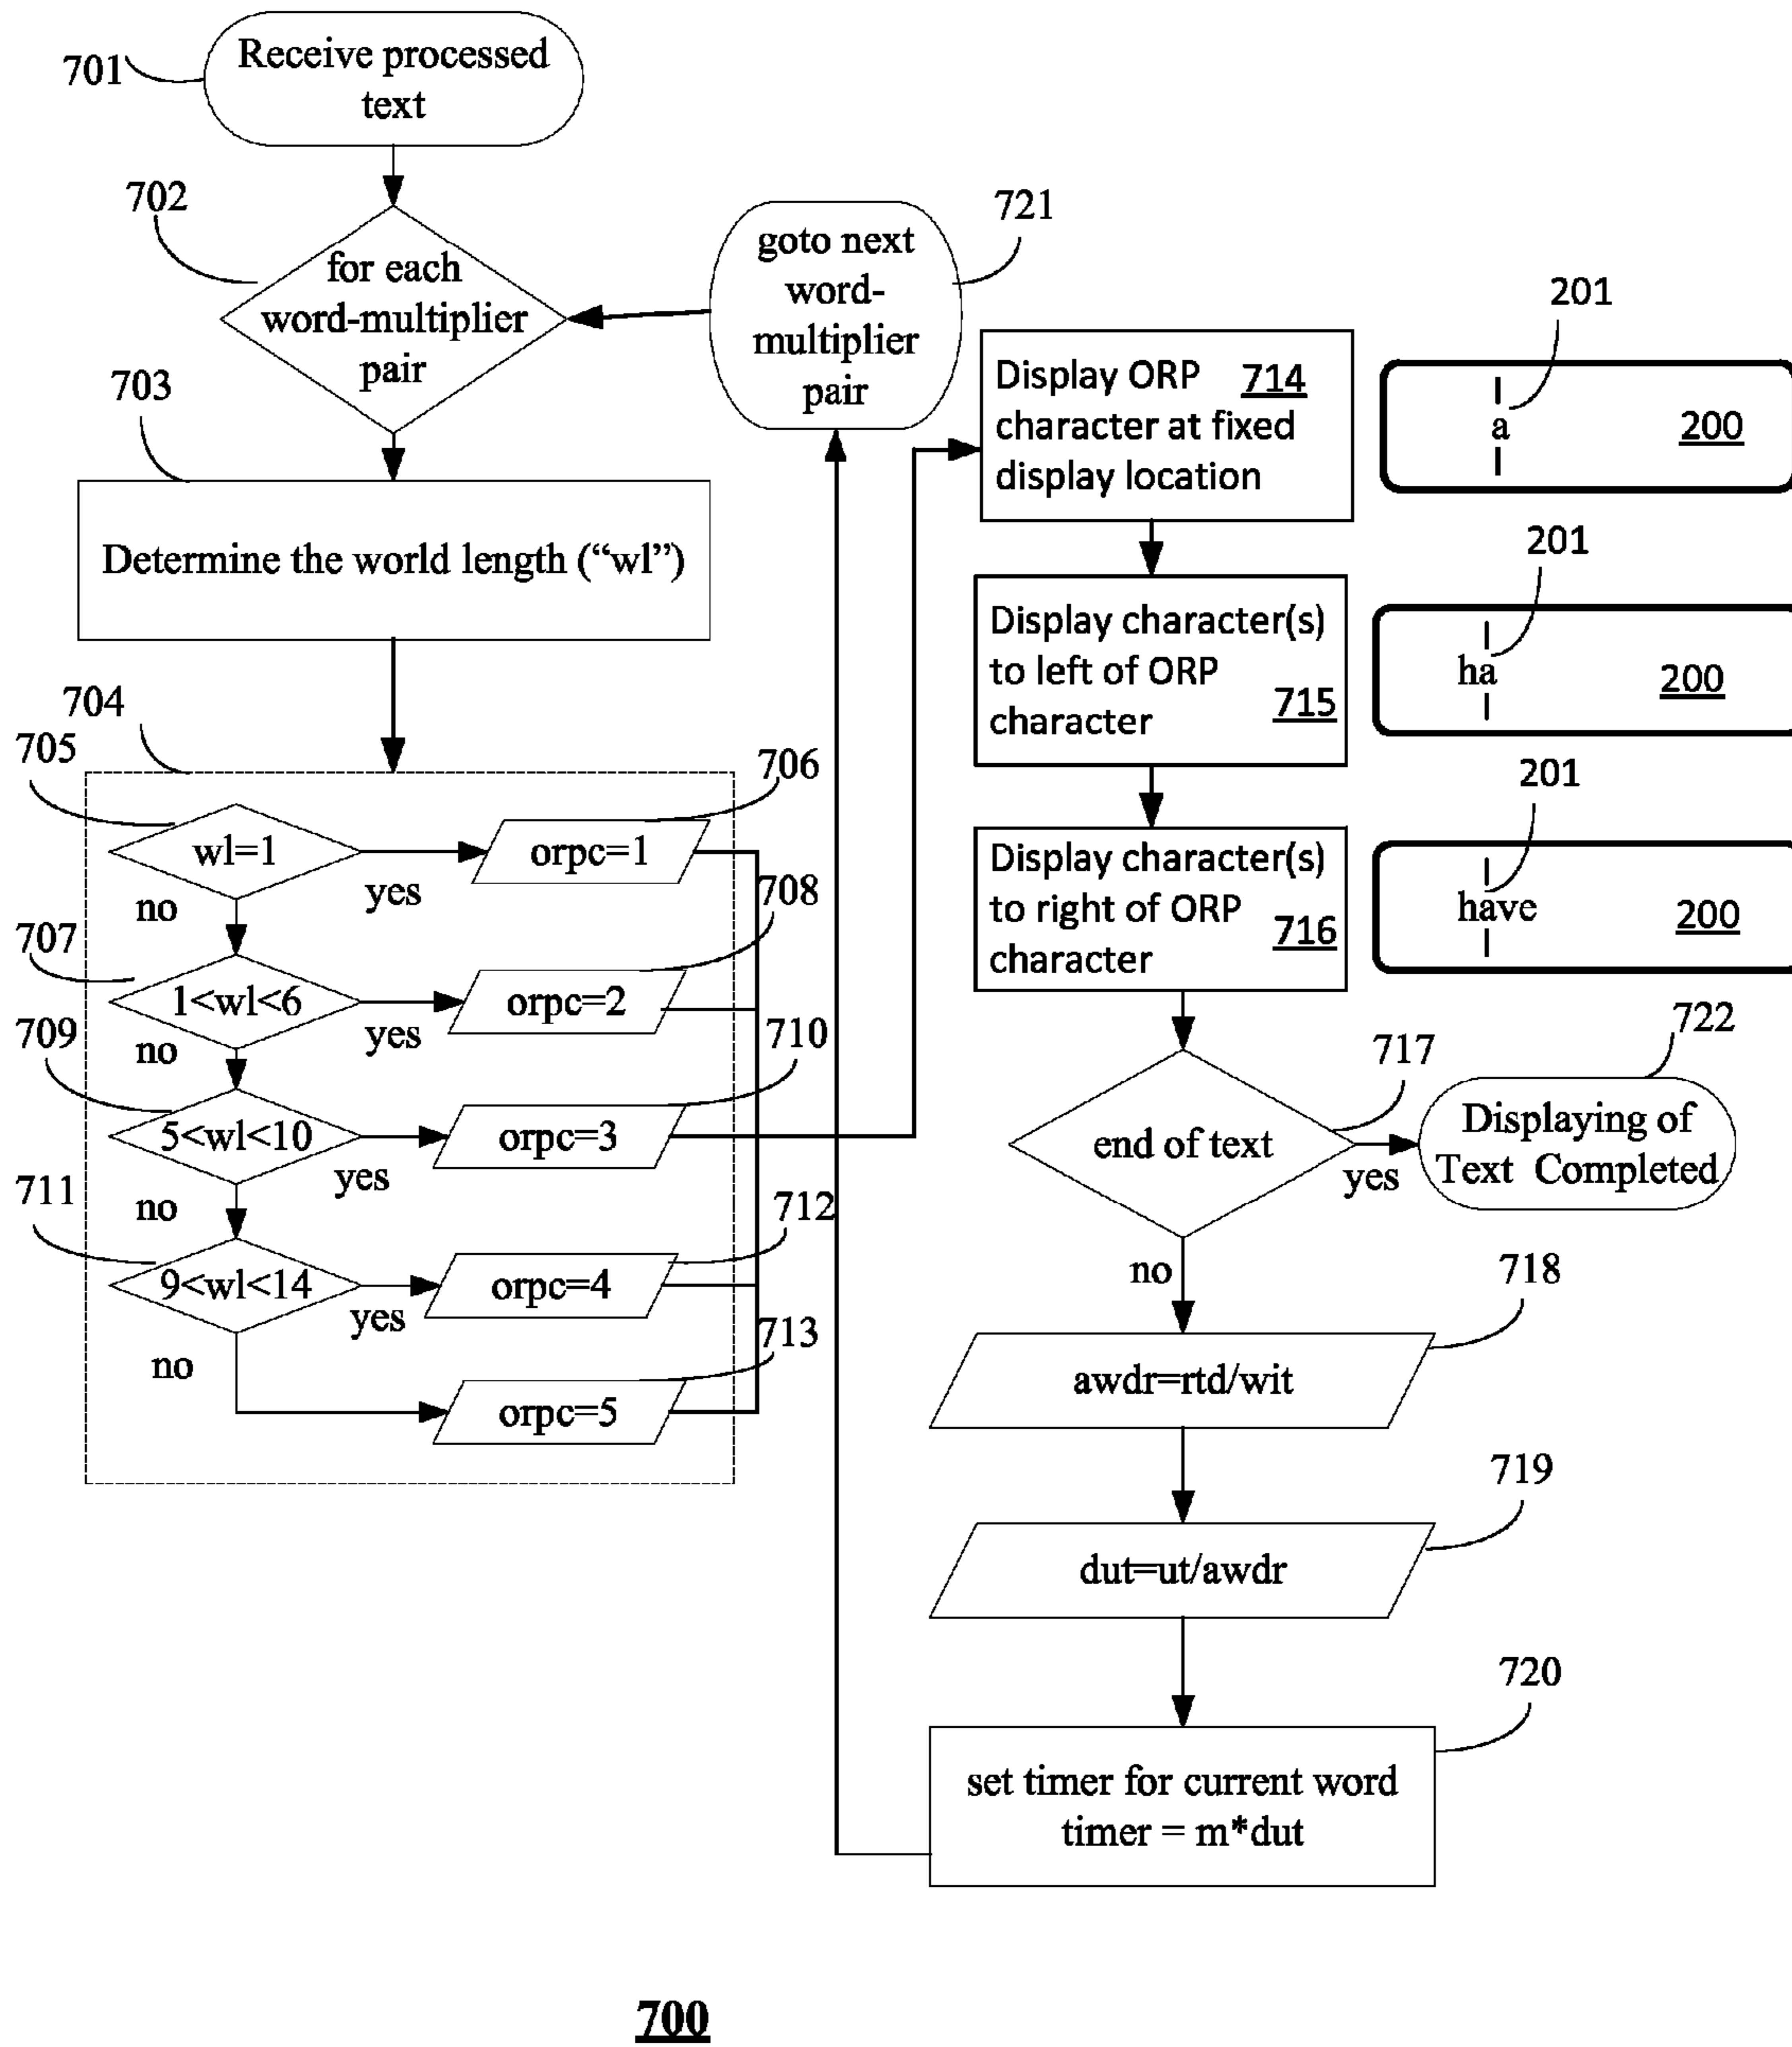 701
Receive processed
text
702
for each
word-multiplier
pair
721
goto next
word-
multiplier
pair
703
Determine the world length (“wl”)
704
705
wl=1
yes
no
706
orpc=1
707
1<wl<6
yes
no
708
orpc=2
709
5<wl<10
yes
no
710
orpc=3
711
9<wl<14
yes
no
712
orpc=4
713
orpc=5
Display ORP 714
character at fixed
display location
201
a
200
Display character(s)
to left of ORP
character 715
201
ha
200
Display character(s)
to right of ORP
character 716
201
have
200
717
end of text
yes
no
722
Displaying of
Text Completed
718
awdr=rtd/wit
719
dut=ut/awdr
720
set timer for current word
timer = m*dut
700